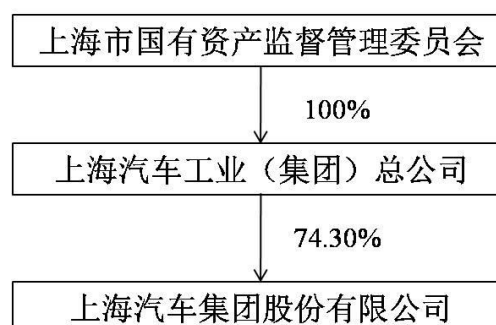 上海市国有资产监督管理委员会
100%
上海汽车工业（集团）总公司
74.30%
上海汽车集团股份有限公司